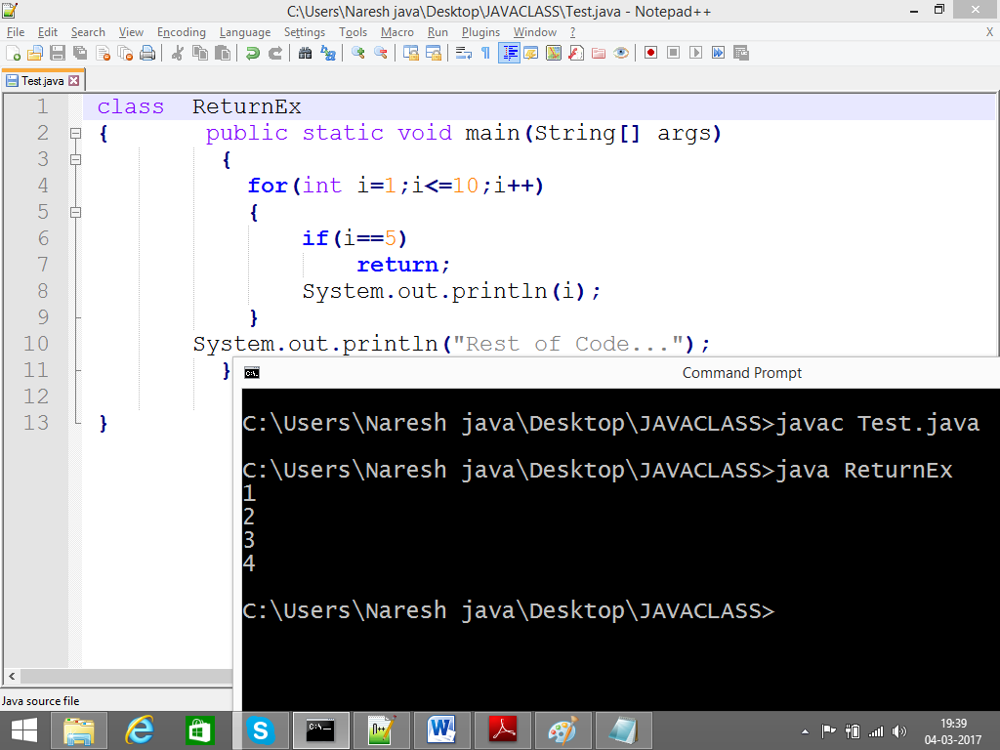 C:\Users\Naresh java\Desktop\JAVACLASS\Test.java - Notepad++
File Edit Search View Encoding Language Settings Tools Macro Run Plugins Window ? X
Test.java
1 class  ReturnEx
2 {       public static void main(String[] args)
3 {
4 for(int i=1;i<=10;i++)
5 {
6 if(i==5)
7 return;
8 System.out.println(i);
9 }
10 System.out.println("Rest of Code...");
11 }
12
13 }
Command Prompt
C:\Users\Naresh java\Desktop\JAVACLASS>javac Test.java
C:\Users\Naresh java\Desktop\JAVACLASS>java ReturnEx
1
2
3
4
C:\Users\Naresh java\Desktop\JAVACLASS>
Java source file
19:39
04-03-2017